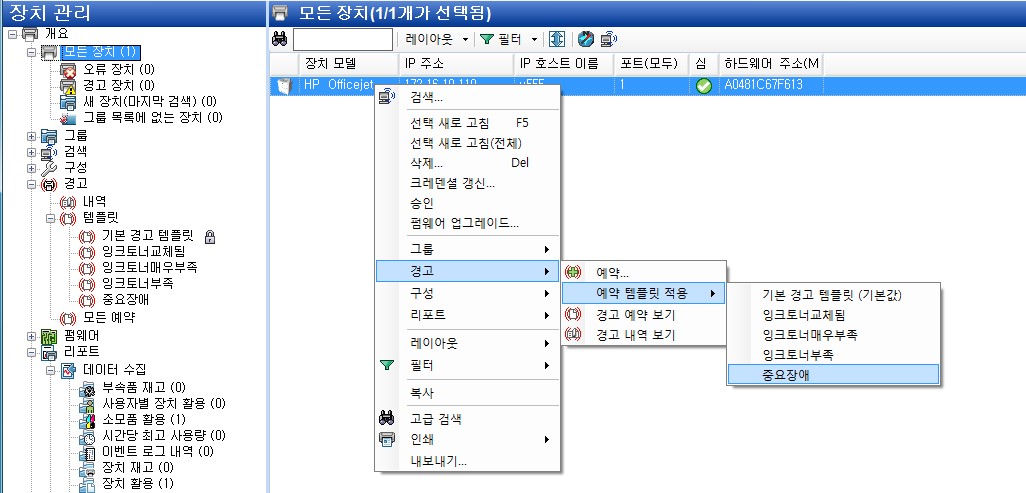 장치 관리
개요
모든 장치 (1)
오류 장치 (0)
경고 장치 (0)
새 장치(마지막 검색) (0)
그룹 목록에 없는 장치 (0)
그룹
검색
구성
경고
내역
템플릿
기본 경고 템플릿
잉크토너교체됨
잉크토너매우부족
잉크토너부족
중요장애
모든 예약
펌웨어
리포트
데이터 수집
부속품 재고 (0)
사용자별 장치 활용 (0)
소모품 활용 (1)
시간당 최고 사용량 (0)
이벤트 로그 내역 (0)
장치 재고 (0)
장치 활용 (1)
모든 장치(1/1개가 선택됨)
레이아웃 필터
장치 모델 IP 주소 IP 호스트 이름 포트(모두) 심 하드웨어 주소(M
HP Officejet 1 A0481C67F613
검색...
선택 새로 고침 F5
선택 새로 고침(전체)
삭제... Del
크레덴셜 갱신...
승인
펌웨어 업그레이드...
그룹
경고
구성
리포트
레이아웃
필터
복사
고급 검색
인쇄
내보내기...
예약...
예약 템플릿 적용
경고 예약 보기
경고 내역 보기
기본 경고 템플릿 (기본값)
잉크토너교체됨
잉크토너매우부족
잉크토너부족
중요장애